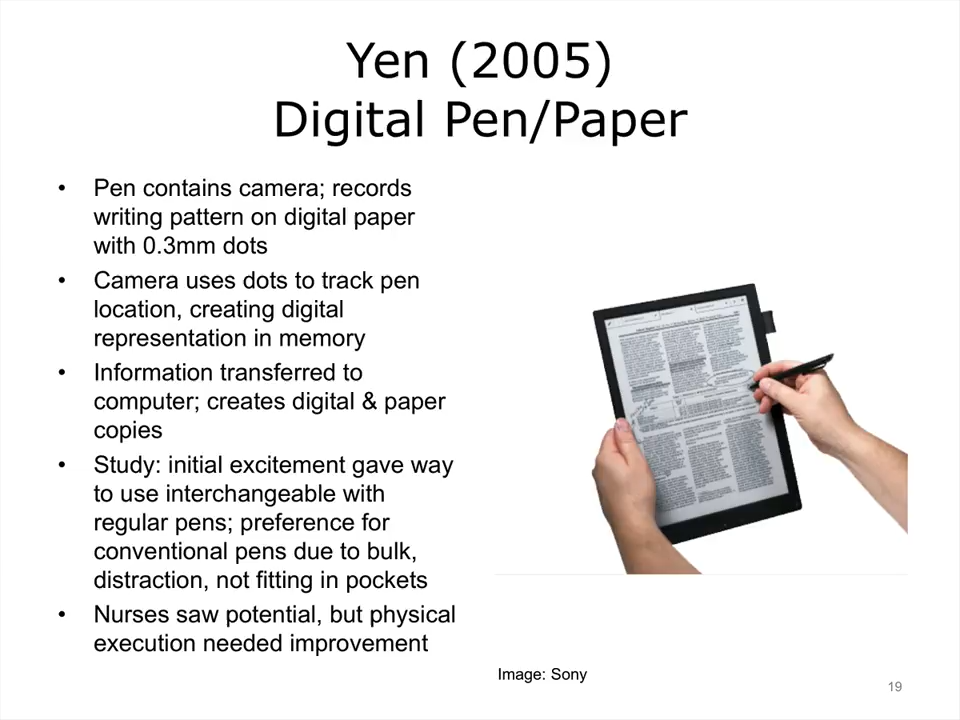 Yen (2005)
Digital Pen/Paper
• Pen contains camera; records
writing pattern on digital paper
with 0.3mm dots
• Camera uses dots to track pen
location, creating digital
representation in memory
• Information transferred to
computer; creates digital & paper
copies
• Study: initial excitement gave way
to use interchangeable with
regular pens; preference for
conventional pens due to bulk,
distraction, not fitting in pockets
• Nurses saw potential, but physical
execution needed improvement
Image: Sony
19